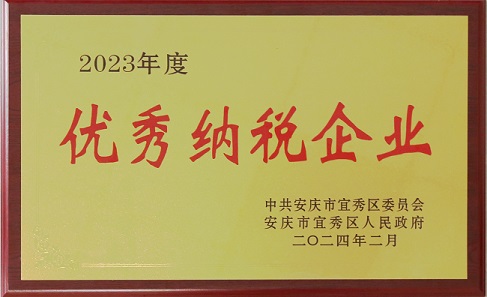 2023年度
优秀纳税企业
中共安庆市宜秀区委员会
安庆市宜秀区人民政府
二〇二四年二月